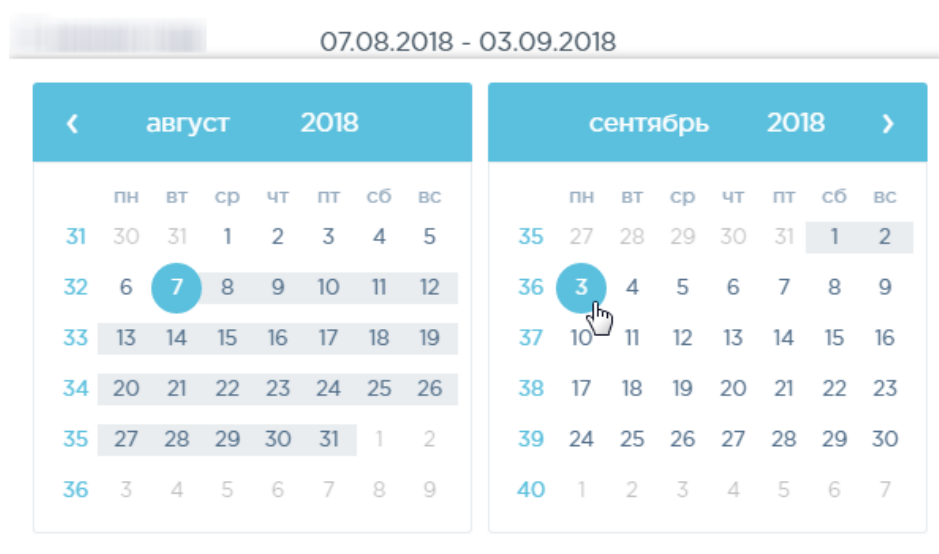 07.08.2018 - 03.09.2018
‹ август 2018
пн вт ср чт пт сб вс
31 30 31 1 2 3 4 5
32 6 7 8 9 10 11 12
33 13 14 15 16 17 18 19
34 20 21 22 23 24 25 26
35 27 28 29 30 31 1 2
36 3 4 5 6 7 8 9
сентябрь 2018 ›
пн вт ср чт пт сб вс
35 27 28 29 30 31 1 2
36 3 4 5 6 7 8 9
37 10 11 12 13 14 15 16
38 17 18 19 20 21 22 23
39 24 25 26 27 28 29 30
40 1 2 3 4 5 6 7